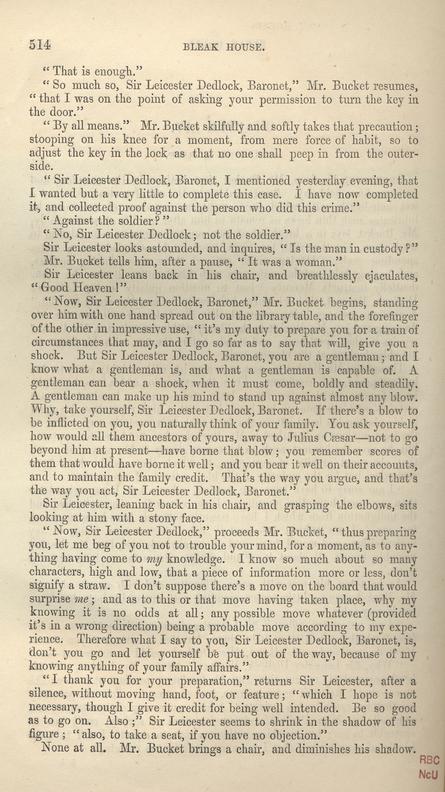 514 BLEAK HOUSE.
"That is enough."
"So much so, Sir Leicester Dedlock, Baronet," Mr. Bucket resumes,
"that I was on the point of asking your permission to turn the key in
the door."
"By all means." Mr. Bucket skilfully and softly takes that precaution;
stooping on his knee for a moment, from mere force of habit, so to
adjust the key in the lock as that no one shall peep in from the outer-
side.
"Sir Leicester Dedlock, Baronet, I mentioned yesterday evening, that
I wanted but a very little to complete this case. I have now completed
it, and collected proof against the person who did this crime."
"Against the soldier?"
"No, Sir Leicester Dedlock; not the soldier."
Sir Leicester looks astounded, and inquires, "Is the man in custody?"
Mr. Bucket tells him, after a pause, "It was a woman."
Sir Leicester leans back in his chair, and breathlessly ejaculates,
"Good Heaven!"
"Now, Sir Leicester Dedlock, Baronet," Mr. Bucket begins, standing
over him with one hand spread out on the library table, and the forefinger
of the other in impressive use, "it's my duty to prepare you for a train of
circumstances that may, and I go so far as to say that will, give you a
shock. But Sir Leicester Dedlock, Baronet, you are a gentleman; and I
know what a gentleman is, and what a gentleman is capable of. A
gentleman can bear a shock, when it must come, boldly and steadily.
A gentleman can make up his mind to stand up against almost any blow.
Why, take yourself, Sir Leicester Dedlock, Baronet. If there's a blow to
be inflicted on you, you naturally think of your family. You ask yourself,
how would all them ancestors of yours, away to Julius Cæsar—not to go
beyond him at present—have borne that blow; you remember scores of
them that would have borne it well; and you bear it well on their accounts,
and to maintain the family credit. That's the way you argue, and that's
the way you act, Sir Leicester Dedlock, Baronet."
Sir Leicester, leaning back in his chair, and grasping the elbows, sits
looking at him with a stony face.
"Now, Sir Leicester Dedlock," proceeds Mr. Bucket, "thus preparing
you, let me beg of you not to trouble your mind, for a moment, as to any-
thing having come to my knowledge. I know so much about so many
characters, high and low, that a piece of information more or less, don't
signify a straw. I don't suppose there's a move on the board that would
surprise me; and as to this or that move having taken place, why my
knowing it is no odds at all; any possible move whatever (provided
it's in a wrong direction) being a probable move according to my expe-
rience. Therefore what I say to you, Sir Leicester Dedlock, Baronet, is,
don't you go and let yourself be put out of the way, because of my
knowing anything of your family affairs."
"I thank you for your preparation," returns Sir Leicester, after a
silence, without moving hand, foot, or feature; "which I hope is not
necessary, though I give it credit for being well intended. Be so good
as to go on. Also;" Sir Leicester seems to shrink in the shadow of his
figure; "also, to take a seat, if you have no objection."
None at all. Mr. Bucket brings a chair, and diminishes his shadow.
RBC
NcU